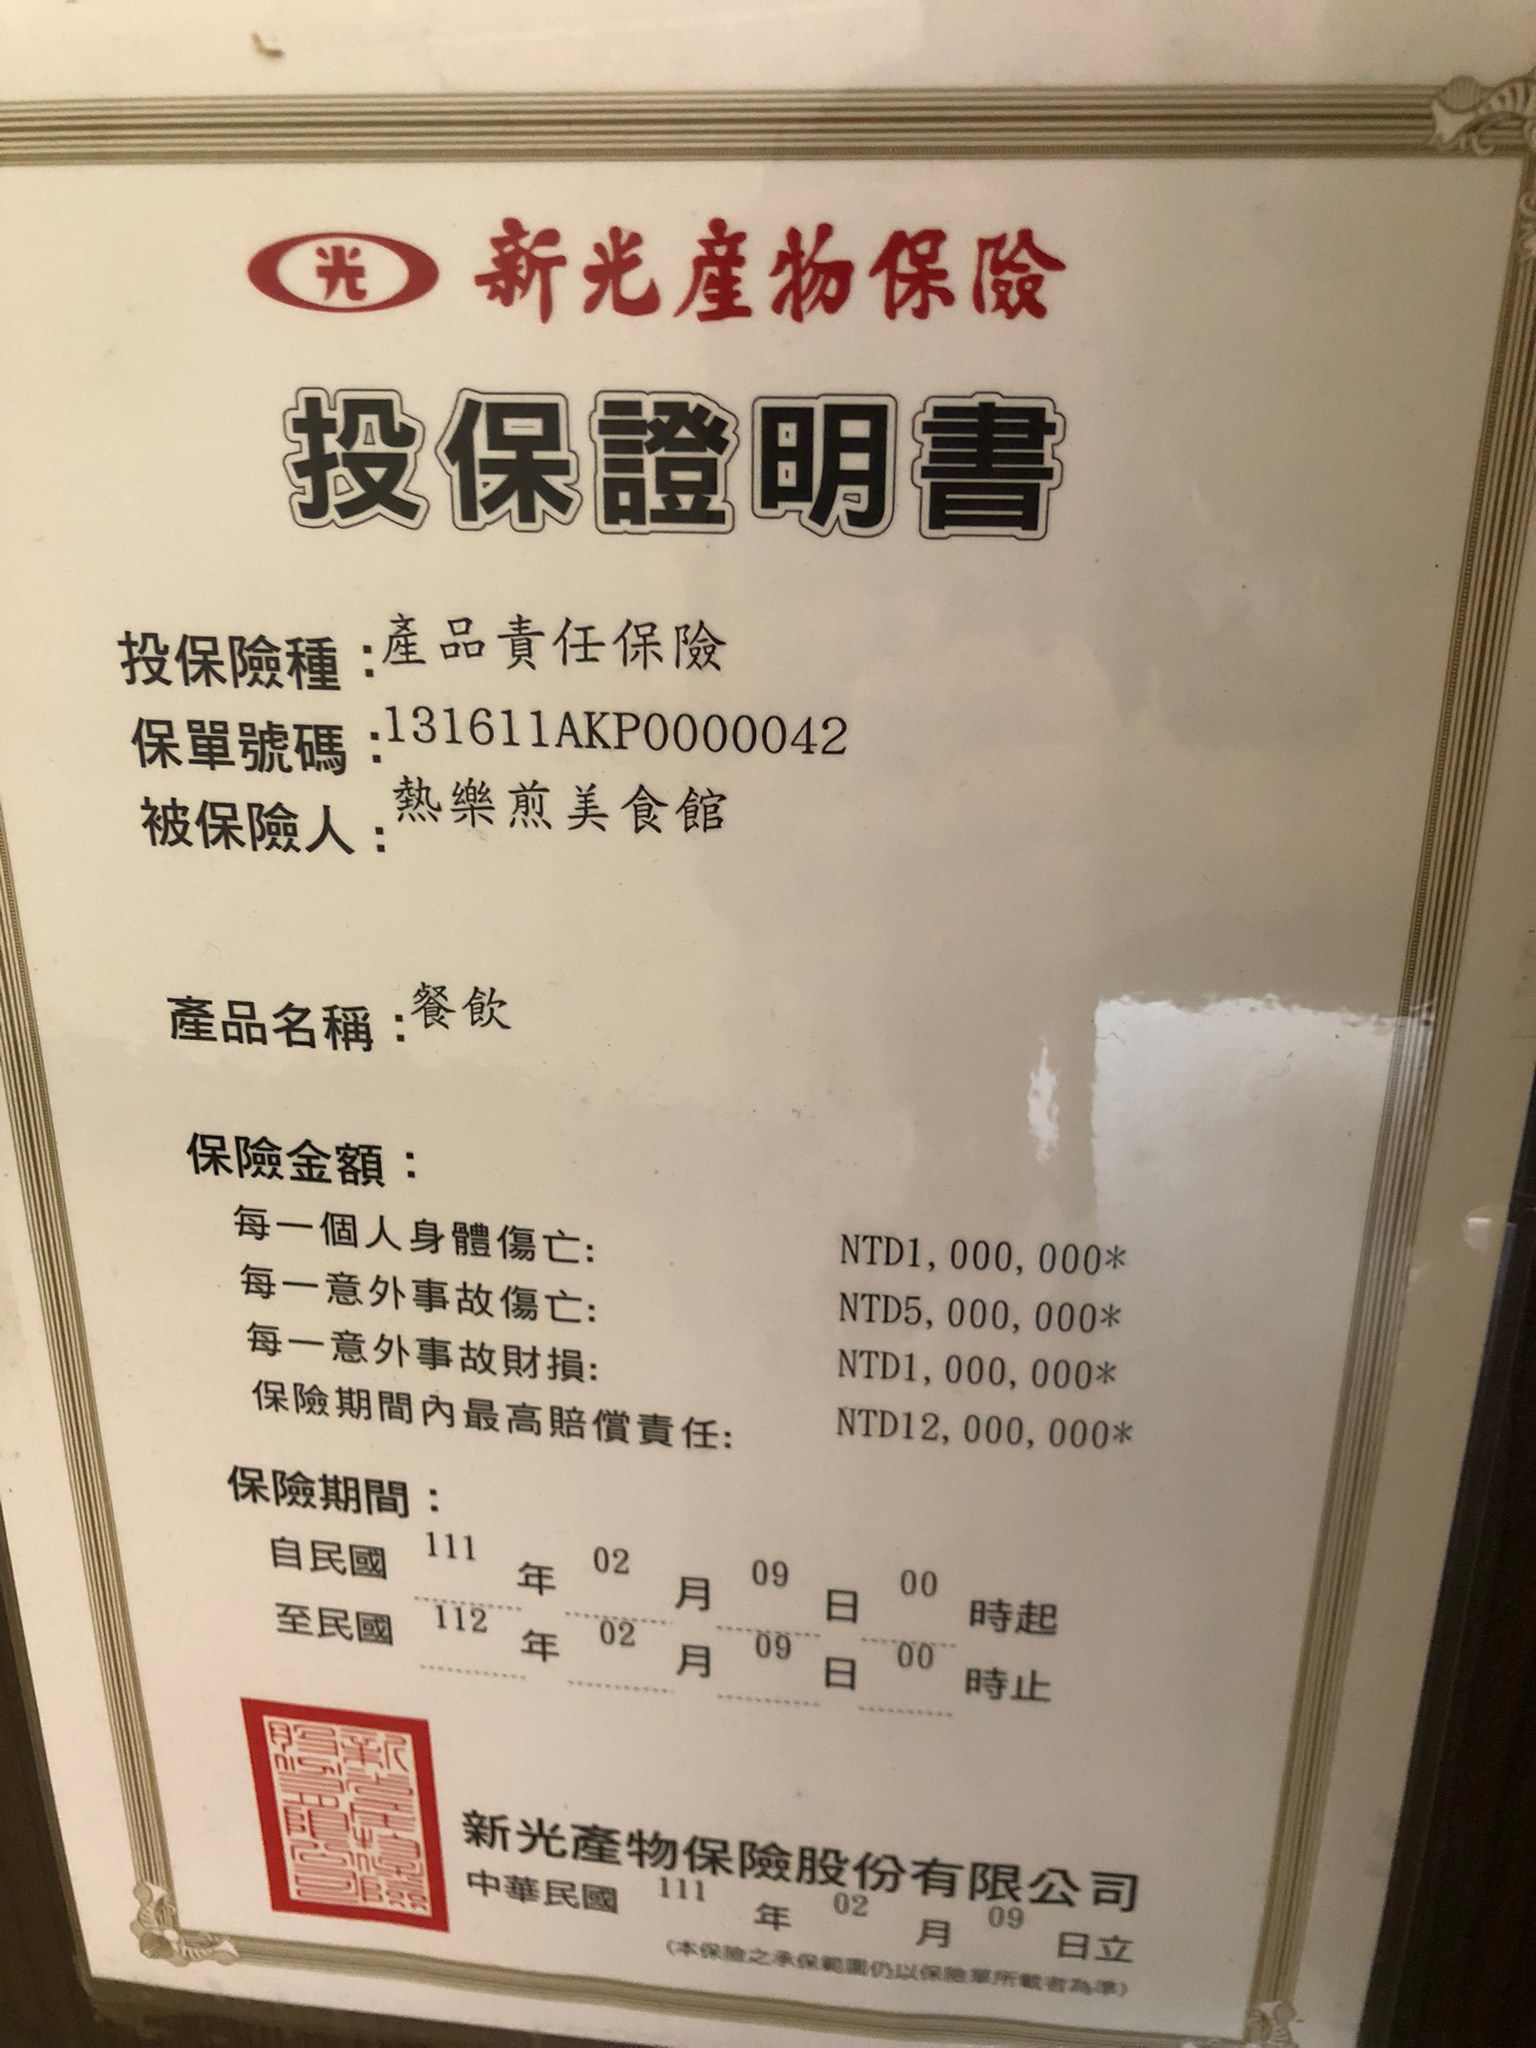 光 新光產物保險
投保證明書
投保險種：產品責任保險
保單號碼：131611AKP0000042
被保險人：熱樂煎美食館
產品名稱：餐飲
保險金額：
每一個人身體傷亡: NTD1,000,000*
每一意外事故傷亡: NTD5,000,000*
每一意外事故財損: NTD1,000,000*
保險期間內最高賠償責任: NTD12,000,000*
保險期間：
自民國 111 年 02 月 09 日 00 時起
至民國 112 年 02 月 09 日 00 時止
新光產物保險股份有限公司
中華民國 111 年 02 月 09 日立
(本保險之承保範圍仍以保險單所載者為準)